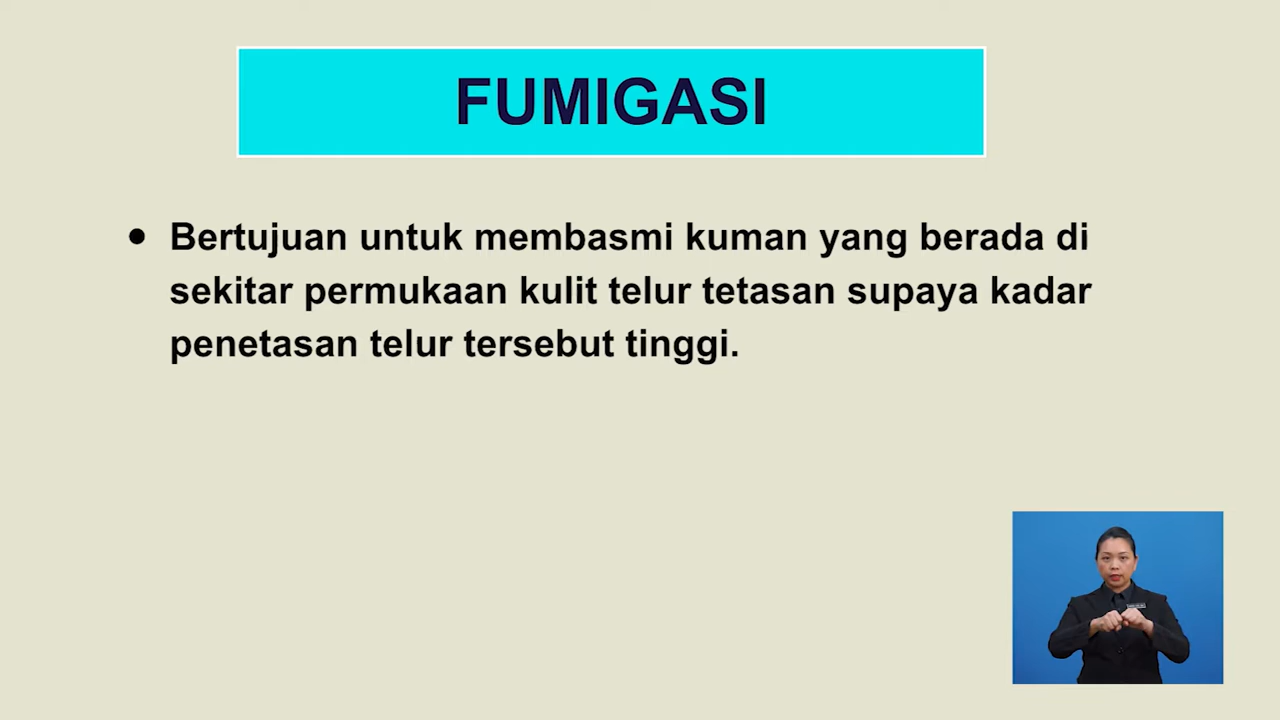 FUMIGASI
• Bertujuan untuk membasmi kuman yang berada di
sekitar permukaan kulit telur tetasan supaya kadar
penetasan telur tersebut tinggi.